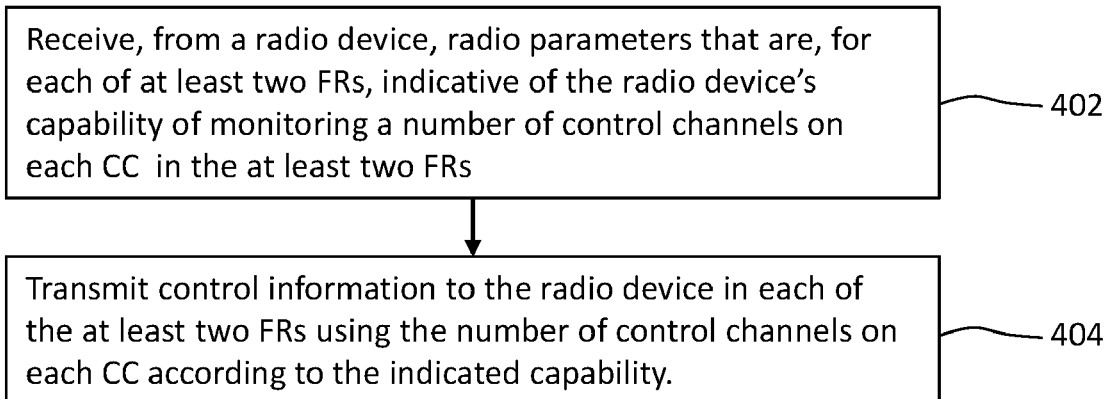 Receive, from a radio device, radio parameters that are, for
each of at least two FRs, indicative of the radio device's
capability of monitoring a number of control channels on
each CC in the at least two FRs
402
Transmit control information to the radio device in each of
the at least two FRs using the number of control channels on
each CC according to the indicated capability.
404